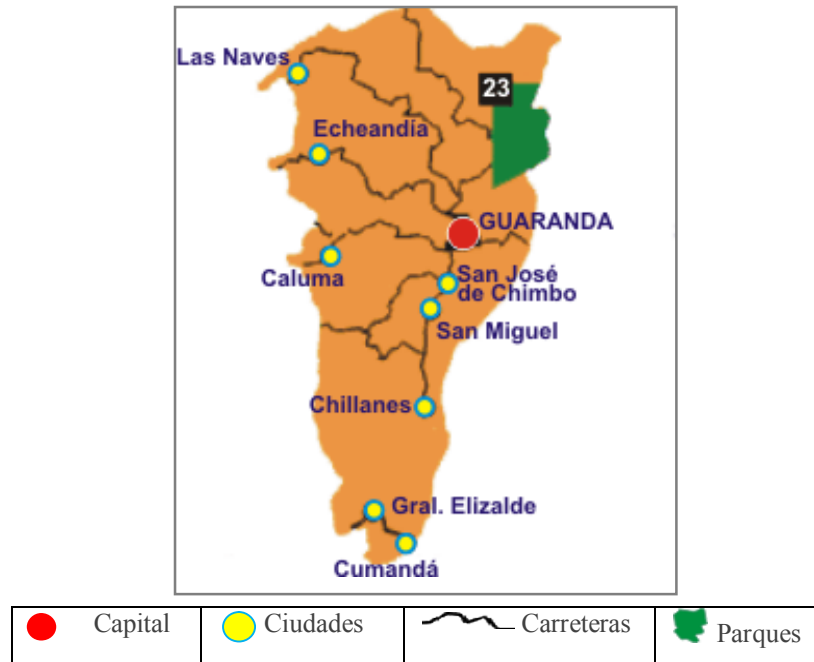 Las Naves
23
Echeandía
GUARANDA
Caluma
San José
de Chimbo
San Miguel
Chillanes
Gral. Elizalde
Cumandá
Capital
Ciudades
Carreteras
Parques